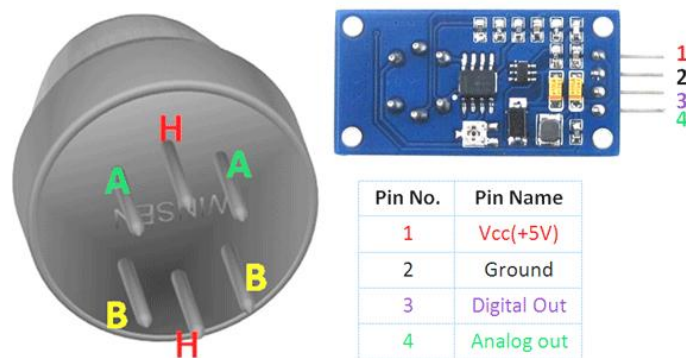 H
A
A
WINSEN
B
B
H
1
2
3
4
Pin No. Pin Name
1 Vcc(+5V)
2 Ground
3 Digital Out
4 Analog out